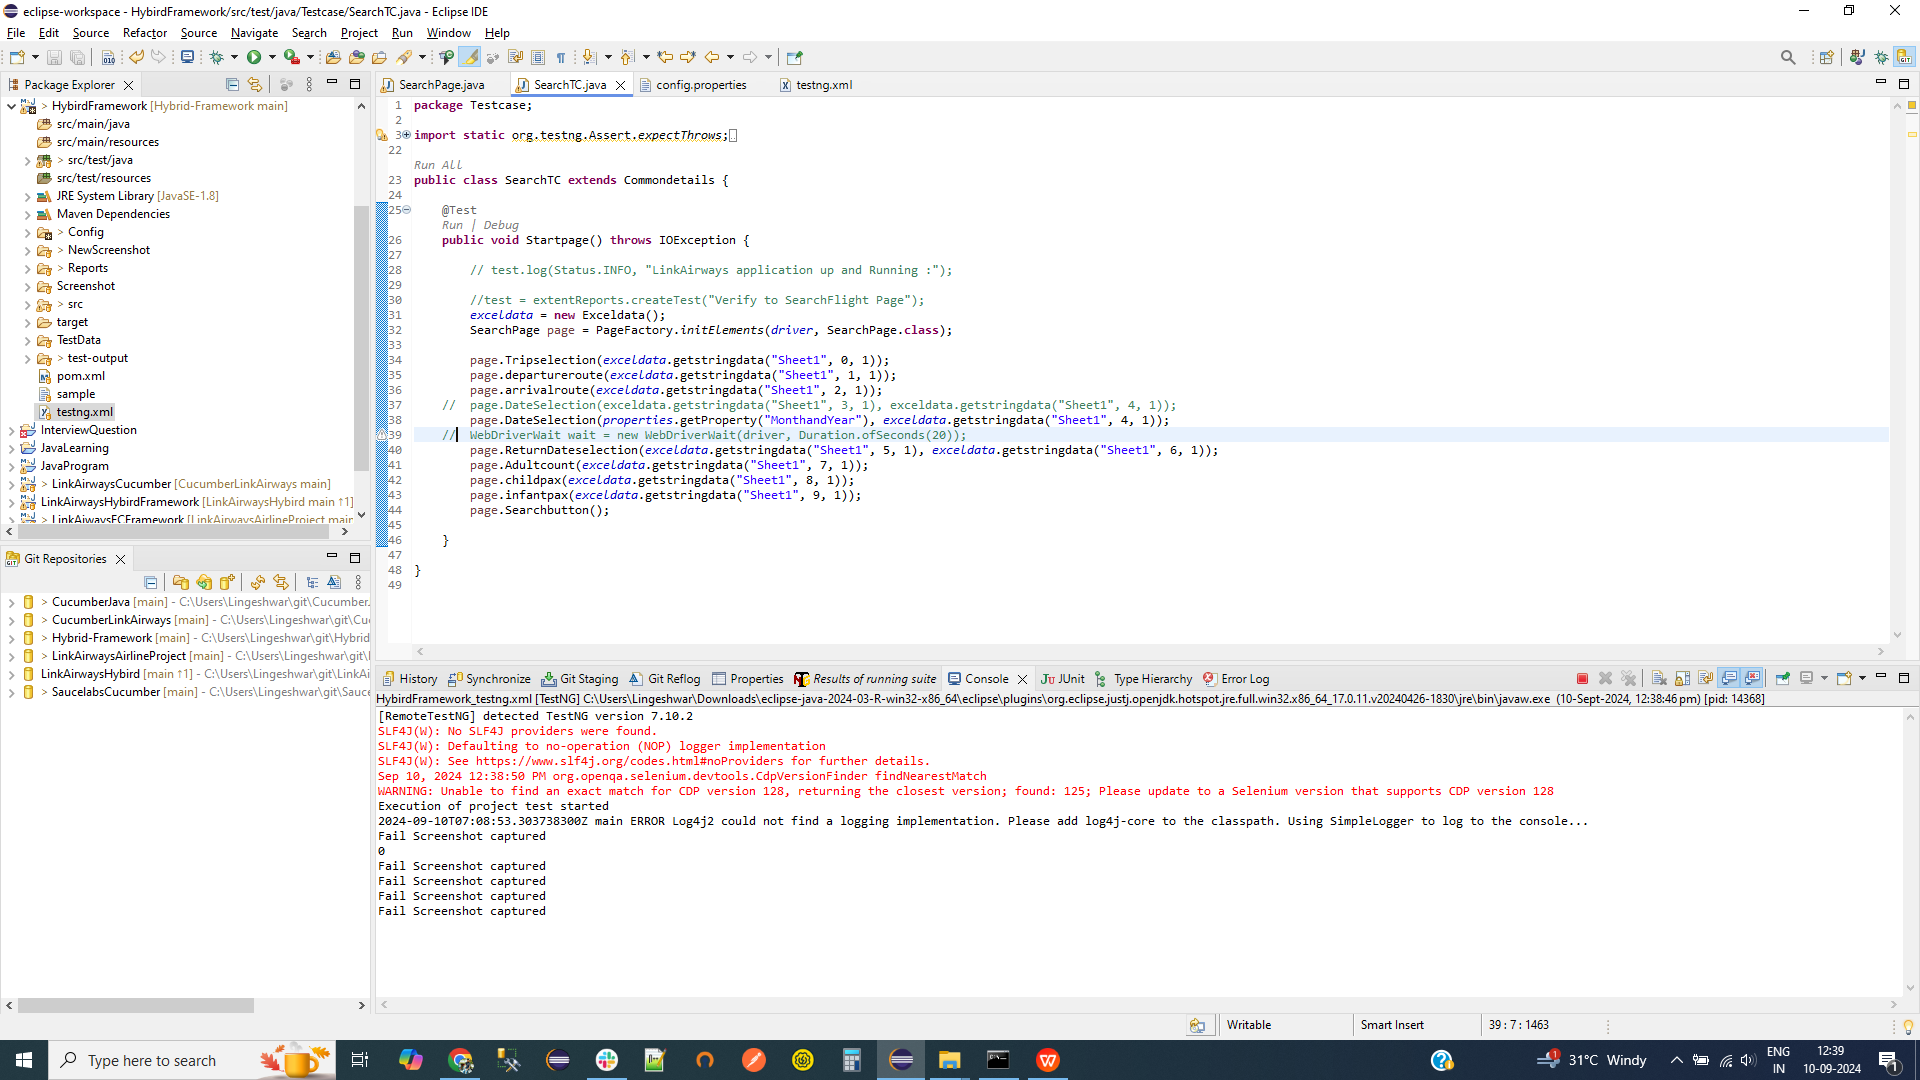 eclipse-workspace - HybirdFramework/src/test/java/Testcase/SearchTC.java - Eclipse IDE
File Edit Source Refactor Source Navigate Search Project Run Window Help
Package Explorer
HybirdFramework [Hybrid-Framework main]
src/main/java
src/main/resources
src/test/java
src/test/resources
JRE System Library [JavaSE-1.8]
Maven Dependencies
Config
NewScreenshot
Reports
Screenshot
src
target
TestData
test-output
pom.xml
sample
testng.xml
InterviewQuestion
JavaLearning
JavaProgram
LinkAirwaysCucumber [CucumberLinkAirways main]
LinkAirwaysHybirdFramework [LinkAirwaysHybird main ↑1]
LinkAiwaysECFramework [LinkAirwaysAirlineProject main
Git Repositories
CucumberJava [main] - C:\Users\Lingeshwar\git\Cucumber
CucumberLinkAirways [main] - C:\Users\Lingeshwar\git\Cu
Hybrid-Framework [main] - C:\Users\Lingeshwar\git\Hybrid
LinkAirwaysAirlineProject [main] - C:\Users\Lingeshwar\git\
LinkAirwaysHybird [main ↑1] - C:\Users\Lingeshwar\git\LinkAi
SaucelabsCucumber [main] - C:\Users\Lingeshwar\git\Sauce
SearchPage.java SearchTC.java config.properties testng.xml
1 package Testcase;
2
3 import static org.testng.Assert.expectThrows;
22
Run All
23 public class SearchTC extends Commondetails {
24
25 @Test
Run | Debug
26 public void Startpage() throws IOException {
27
28 // test.log(Status.INFO, "LinkAirways application up and Running :");
29
30 //test = extentReports.createTest("Verify to SearchFlight Page");
31 exceldata = new Exceldata();
32 SearchPage page = PageFactory.initElements(driver, SearchPage.class);
33
34 page.Tripselection(exceldata.getstringdata("Sheet1", 0, 1));
35 page.departureroute(exceldata.getstringdata("Sheet1", 1, 1));
36 page.arrivalroute(exceldata.getstringdata("Sheet1", 2, 1));
37 // page.DateSelection(exceldata.getstringdata("Sheet1", 3, 1), exceldata.getstringdata("Sheet1", 4, 1));
38 page.DateSelection(properties.getProperty("MonthandYear"), exceldata.getstringdata("Sheet1", 4, 1));
39 // WebDriverWait wait = new WebDriverWait(driver, Duration.ofSeconds(20));
40 page.ReturnDateselection(exceldata.getstringdata("Sheet1", 5, 1), exceldata.getstringdata("Sheet1", 6, 1));
41 page.Adultcount(exceldata.getstringdata("Sheet1", 7, 1));
42 page.childpax(exceldata.getstringdata("Sheet1", 8, 1));
43 page.infantpax(exceldata.getstringdata("Sheet1", 9, 1));
44 page.Searchbutton();
45
46 }
47
48 }
49
History Synchronize Git Staging Git Reflog Properties Results of running suite Console JUnit Type Hierarchy Error Log
HybirdFramework_testng.xml [TestNG] C:\Users\Lingeshwar\Downloads\eclipse-java-2024-03-R-win32-x86_64\eclipse\plugins\org.eclipse.justj.openjdk.hotspot.jre.full.win32.x86_64_17.0.11.v20240426-1830\jre\bin\javaw.exe (10-Sept-2024, 12:38:46 pm) [pid: 14368]
[RemoteTestNG] detected TestNG version 7.10.2
SLF4J(W): No SLF4J providers were found.
SLF4J(W): Defaulting to no-operation (NOP) logger implementation
SLF4J(W): See https://www.slf4j.org/codes.html#noProviders for further details.
Sep 10, 2024 12:38:50 PM org.openqa.selenium.devtools.CdpVersionFinder findNearestMatch
WARNING: Unable to find an exact match for CDP version 128, returning the closest version; found: 125; Please update to a Selenium version that supports CDP version 128
Execution of project test started
2024-09-10T07:08:53.303738300Z main ERROR Log4j2 could not find a logging implementation. Please add log4j-core to the classpath. Using SimpleLogger to log to the console...
Fail Screenshot captured
0
Fail Screenshot captured
Fail Screenshot captured
Fail Screenshot captured
Fail Screenshot captured
Writable Smart Insert 39 : 7 : 1463
Type here to search
31°C Windy
ENG
IN
12:39
10-09-2024